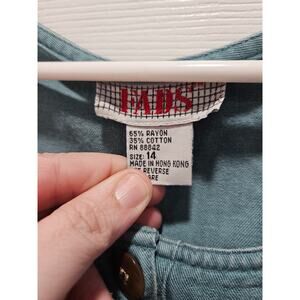 FADS
65% RAYON
35% COTTON
RN 88842
SIZE: 14
MADE IN HONG KONG
REVERSE